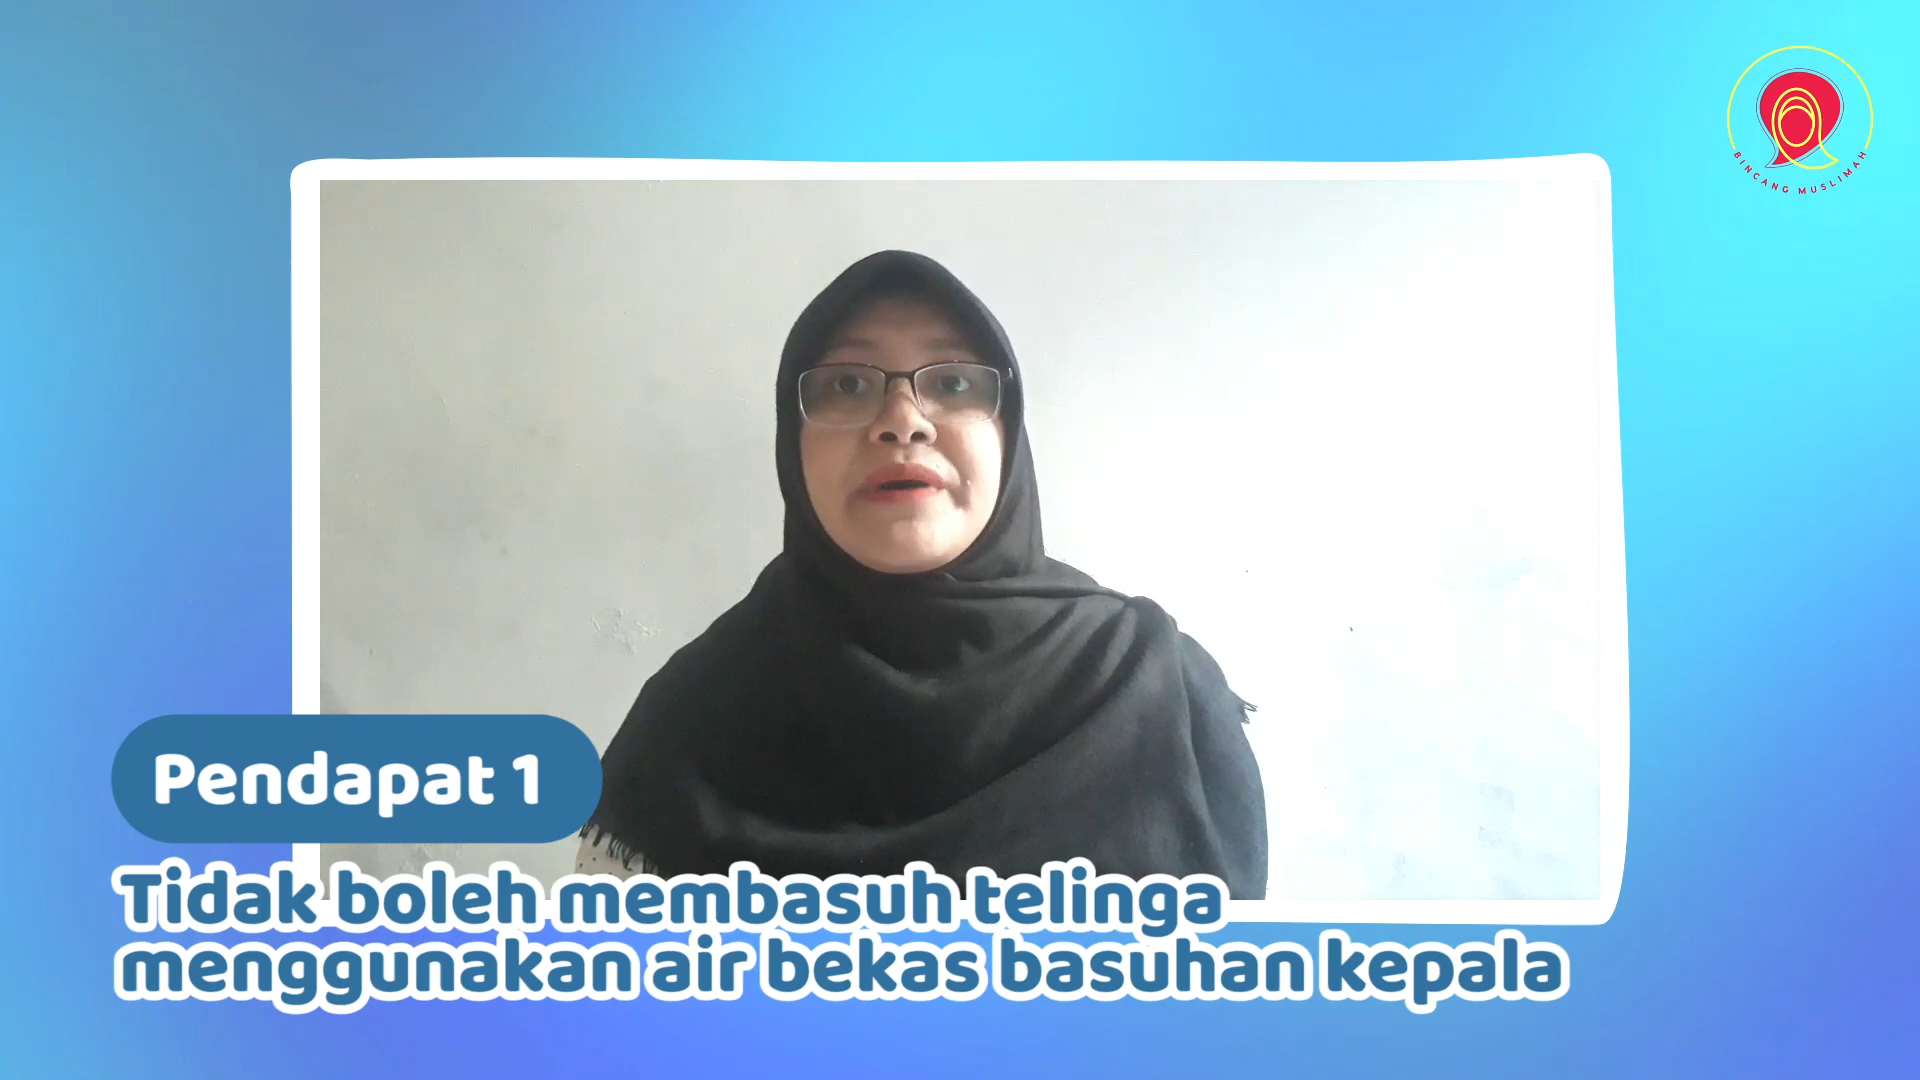 BINCANG MUSLIMAH
Pendapat 1
Tidak boleh membasuh telinga
menggunakan air bekas basuhan kepala